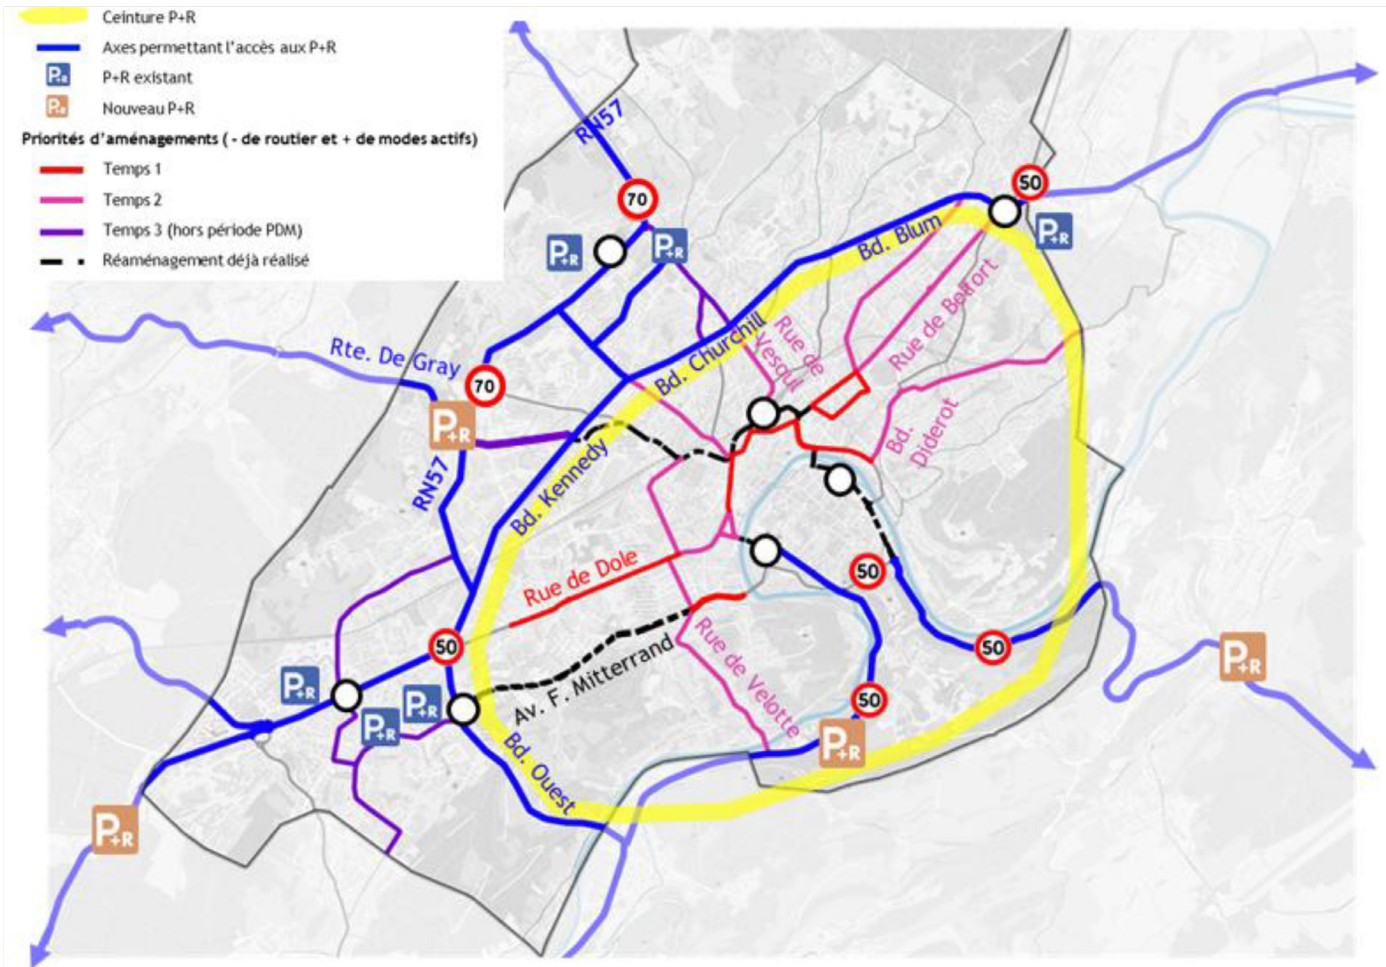 Ceinture P+R
Axes permettant l'accès aux P+R
P+R
P+R existant
P+R
Nouveau P+R
Priorités d'aménagements ( - de routier et + de modes actifs)
Temps 1
Temps 2
Temps 3 (hors période PDM)
Réaménagement déjà réalisé
RN57
70
50
P+R
P+R
P+R
Bd. Blum
Rte. De Gray
70
Bd. Churchill
Rue de
Vesoul
Rue de Belfort
P+R
RN57
Bd. Kennedy
Bd.
Diderot
Rue de Dole
50
50
50
P+R
P+R
P+R
P+R
Av. F. Mitterrand
Rue de Velotte
50
P+R
Bd. Ouest
P+R